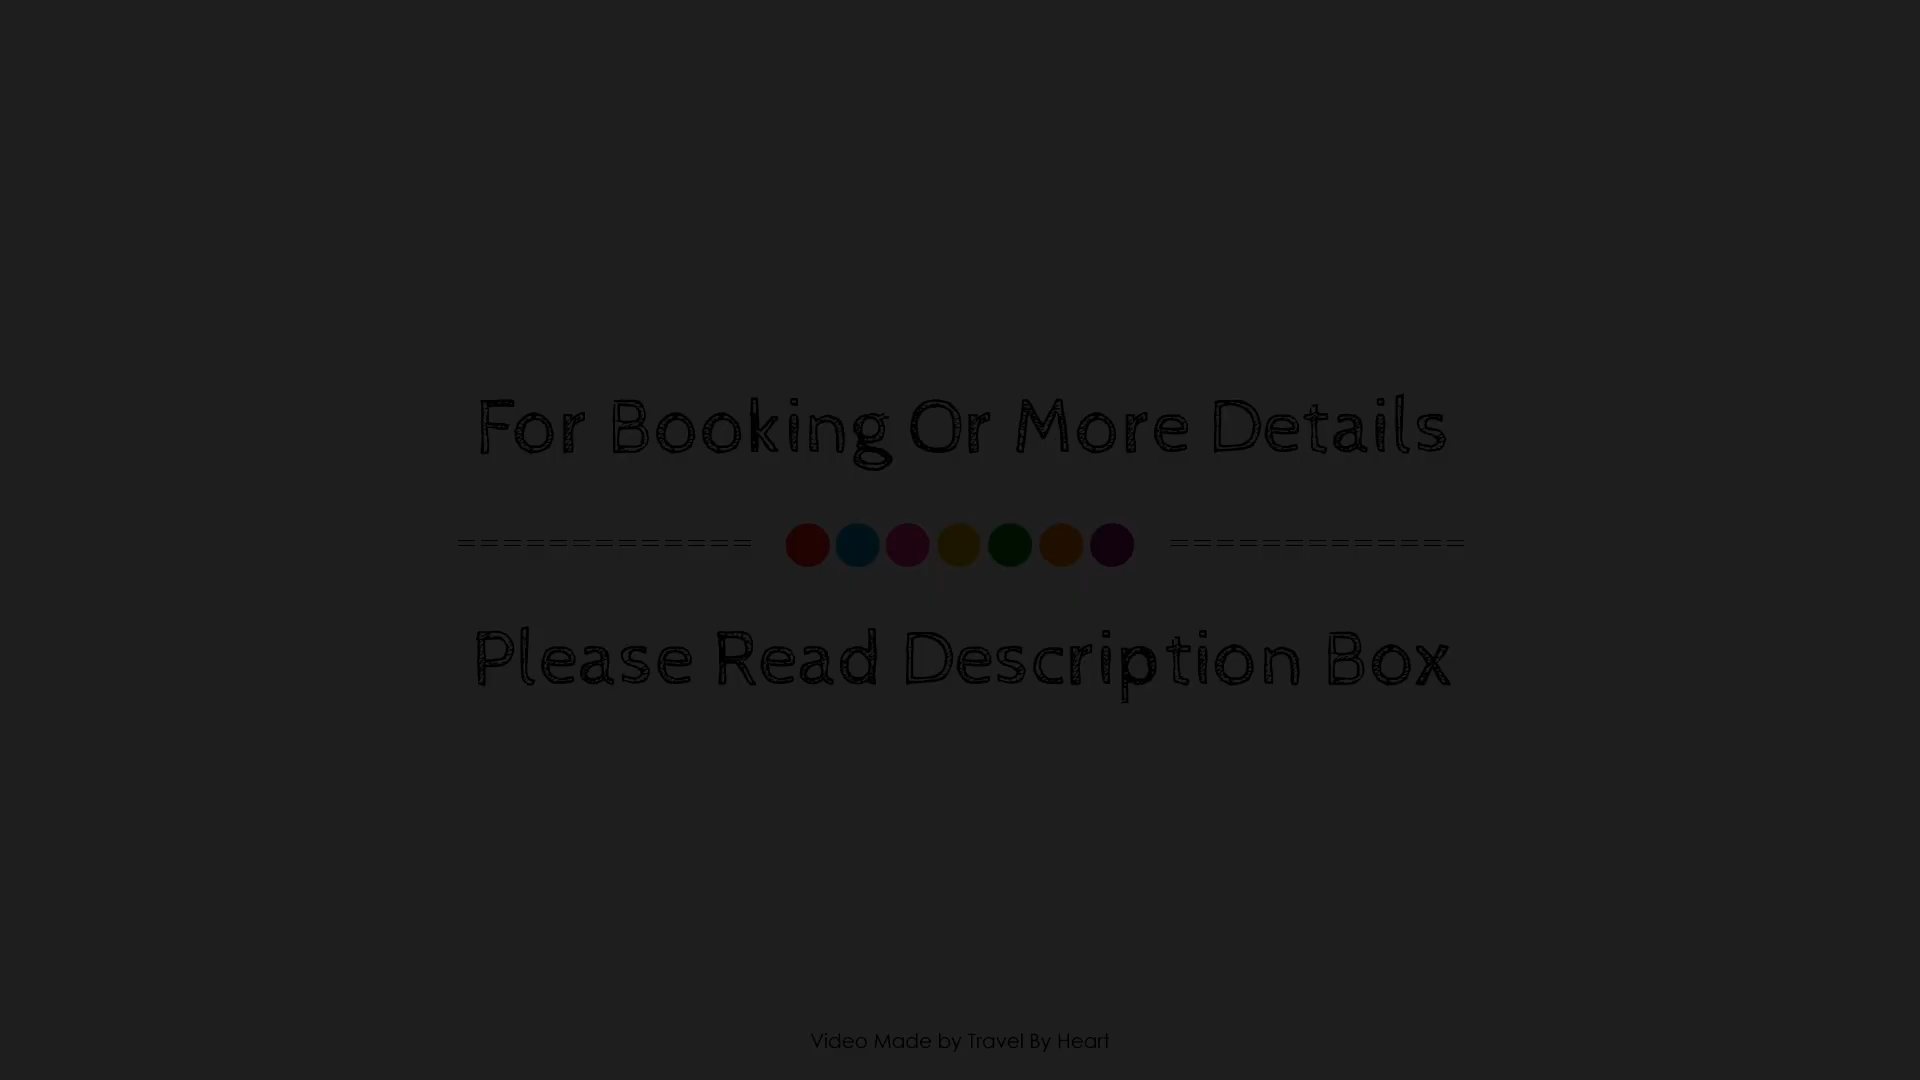 For Booking Or More Details
============= =============
Please Read Description Box
Video Made by Travel By Heart